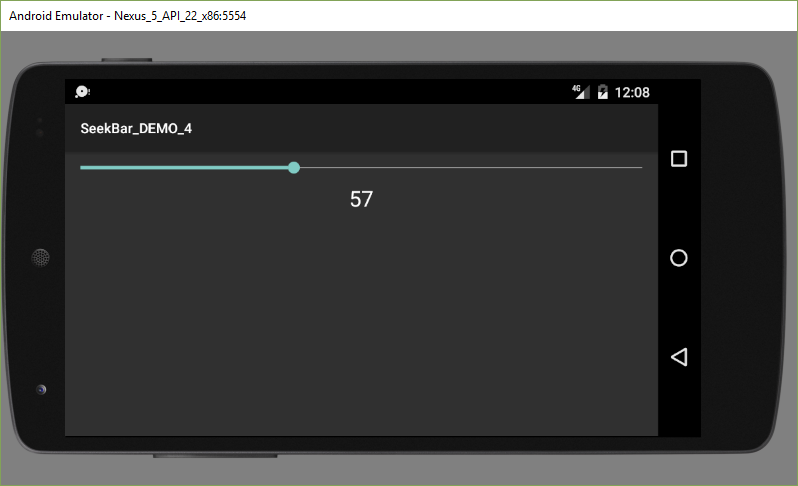 Android Emulator - Nexus_5_API_22_x86:5554
4G 12:08
SeekBar_DEMO_4
57